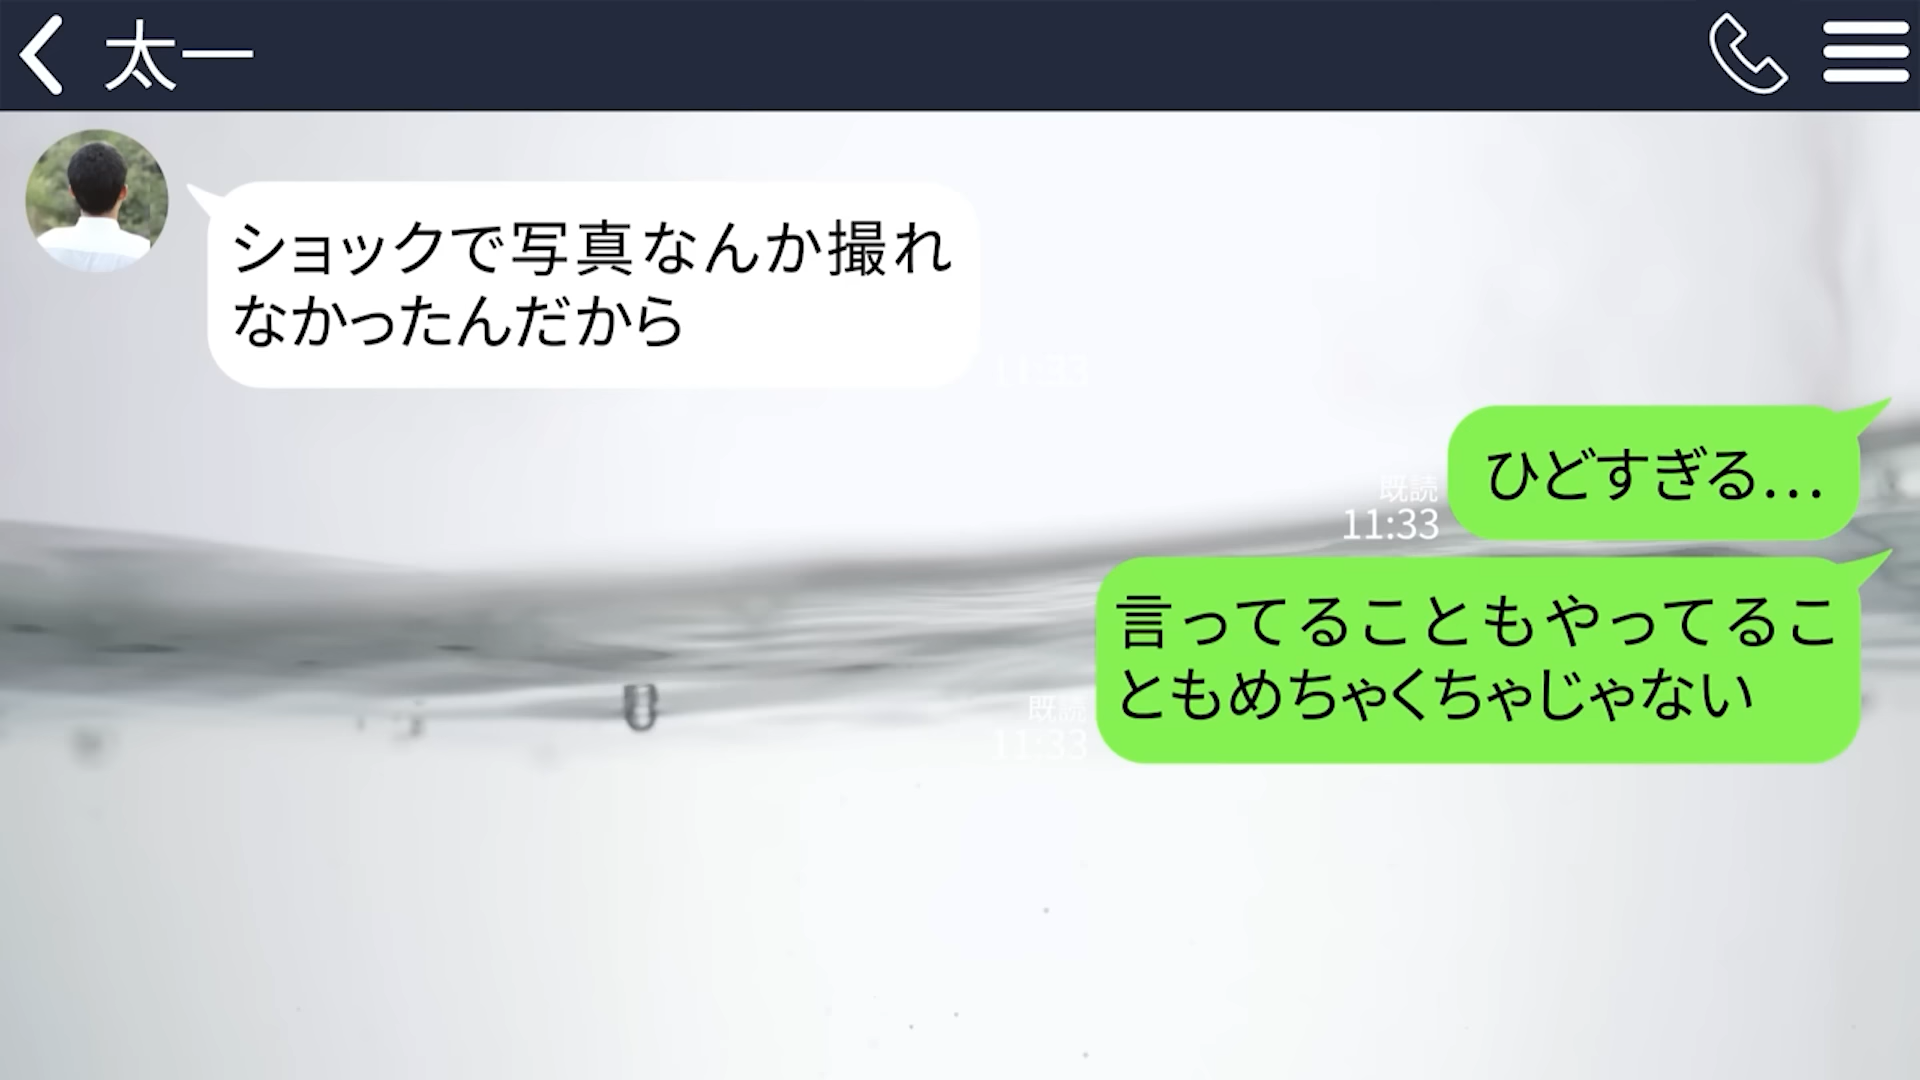 太一
ショックで写真なんか撮れ
なかったんだから
11:33
ひどすぎる…
既読
11:33
言ってることもやってるこ
ともめちゃくちゃじゃない
既読
11:33